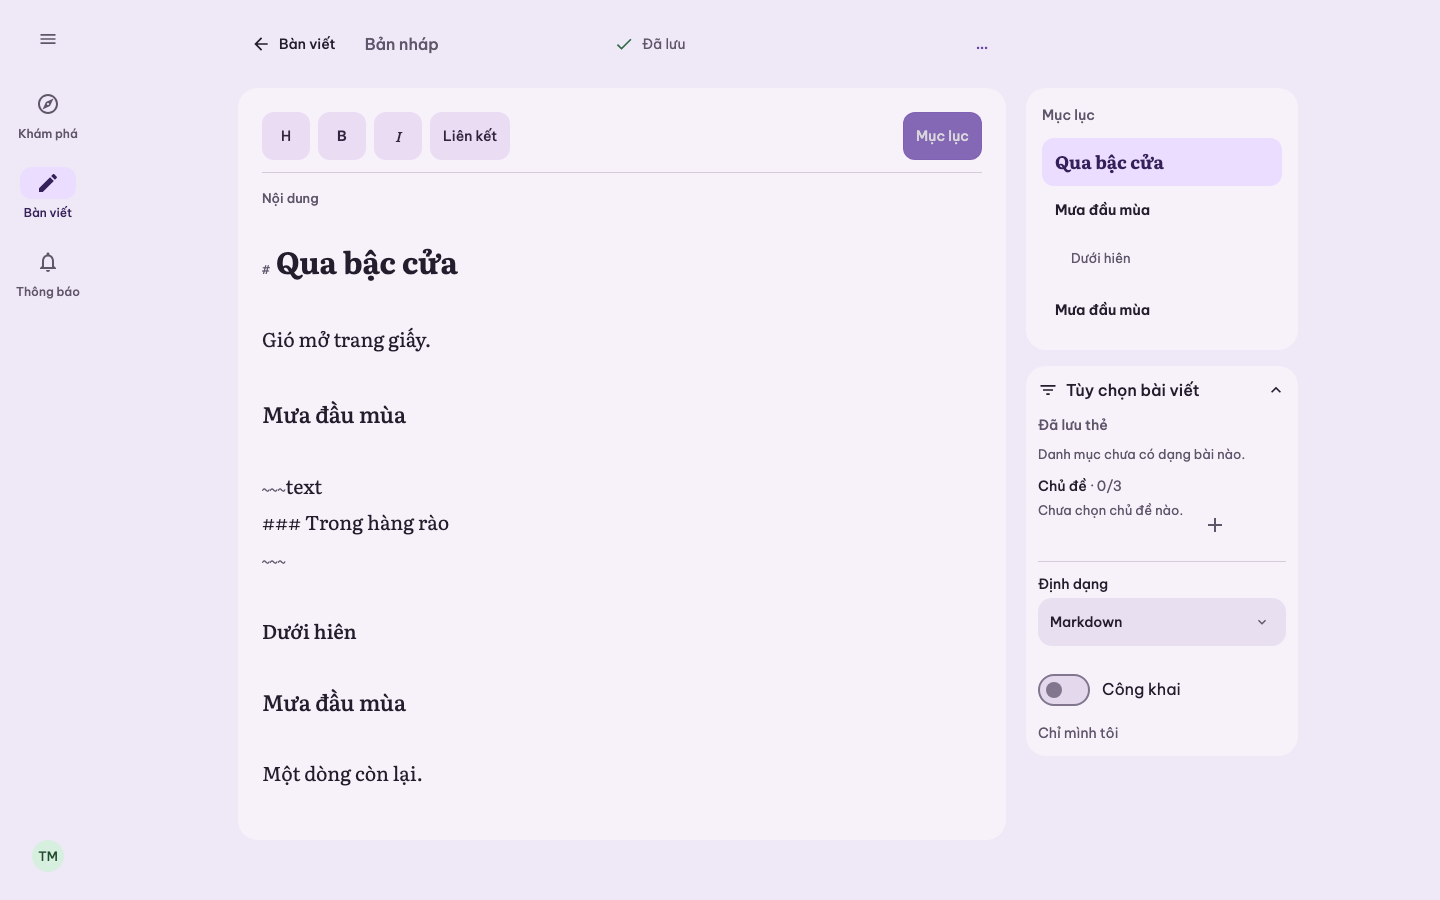 Khám phá
Bàn viết
Thông báo
TM
Bàn viết
Bản nháp
Đã lưu
...
H
B
I
Liên kết
Mục lục
Nội dung
# Qua bậc cửa
Gió mở trang giấy.
Mưa đầu mùa
~~~text
### Trong hàng rào
~~~
Dưới hiên
Mưa đầu mùa
Một dòng còn lại.
Mục lục
Qua bậc cửa
Mưa đầu mùa
Dưới hiên
Mưa đầu mùa
Tùy chọn bài viết
Đã lưu thẻ
Danh mục chưa có dạng bài nào.
Chủ đề · 0/3
Chưa chọn chủ đề nào.
Định dạng
Markdown
Công khai
Chỉ mình tôi